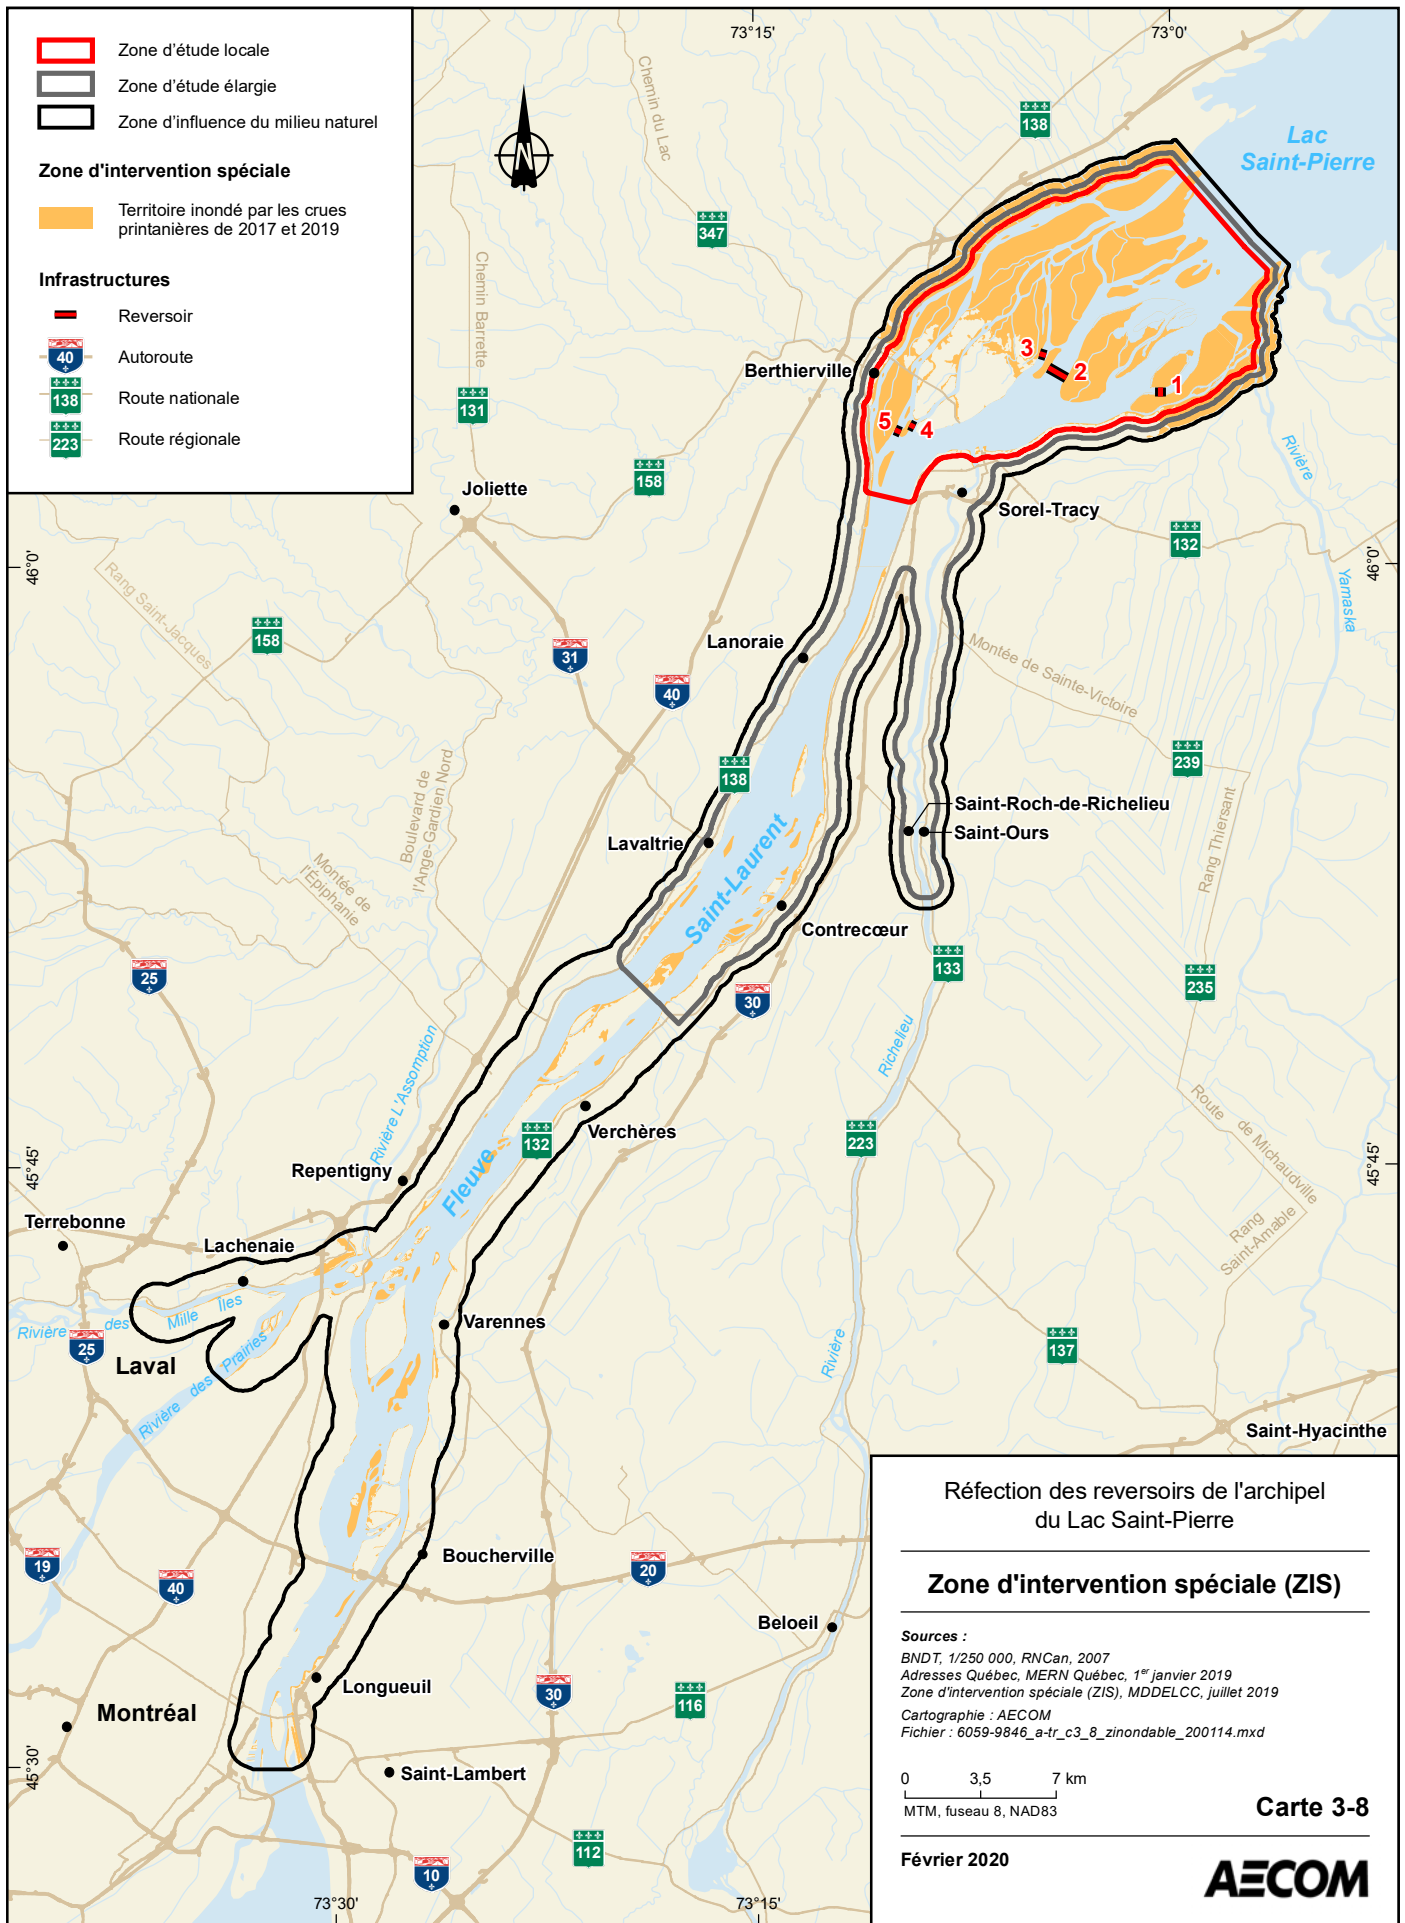 Zone d'étude locale
Zone d'étude élargie
Zone d'influence du milieu naturel
Zone d'intervention spéciale
Territoire inondé par les crues
printanières de 2017 et 2019
Infrastructures
Reversoir
40
Autoroute
138
Route nationale
223
Route régionale
N
73°15'
73°0'
Chemin du Lac
138
Lac
Saint-Pierre
347
Chemin Barrette
3
2
1
Berthierville
131
5
4
158
Rivière
Joliette
Sorel-Tracy
132
46°0'
46°0'
Yamaska
Rang Saint-Jacques
158
31
Lanoraie
40
Montée de Sainte-Victoire
239
138
Boulevard de
l'Ange-Gardien Nord
Saint-Roch-de-Richelieu
Lavaltrie
Saint-Ours
Rang Thiersant
Montée de
l'Épiphanie
Saint-Laurent
Contrecœur
25
133
235
30
Rivière L'Assomption
Richelieu
Route de Michaudville
Verchères
132
223
45°45'
45°45'
Fleuve
Repentigny
Terrebonne
Lachenaie
Rang
Saint-Amable
Rivière des Mille Iles
25
Varennes
Rivière
137
Laval
Rivière des Prairies
Saint-Hyacinthe
19
40
Boucherville
20
Beloeil
Longueuil
30
116
Montréal
45°30'
Saint-Lambert
112
10
73°30'
73°15'
Réfection des reversoirs de l'archipel
du Lac Saint-Pierre
Zone d'intervention spéciale (ZIS)
Sources :
BNDT, 1/250 000, RNCan, 2007
Adresses Québec, MERN Québec, 1er janvier 2019
Zone d'intervention spéciale (ZIS), MDDELCC, juillet 2019
Cartographie : AECOM
Fichier : 6059-9846_a-tr_c3_8_zinondable_200114.mxd
0 3,5 7 km
MTM, fuseau 8, NAD83
Carte 3-8
Février 2020
AECOM